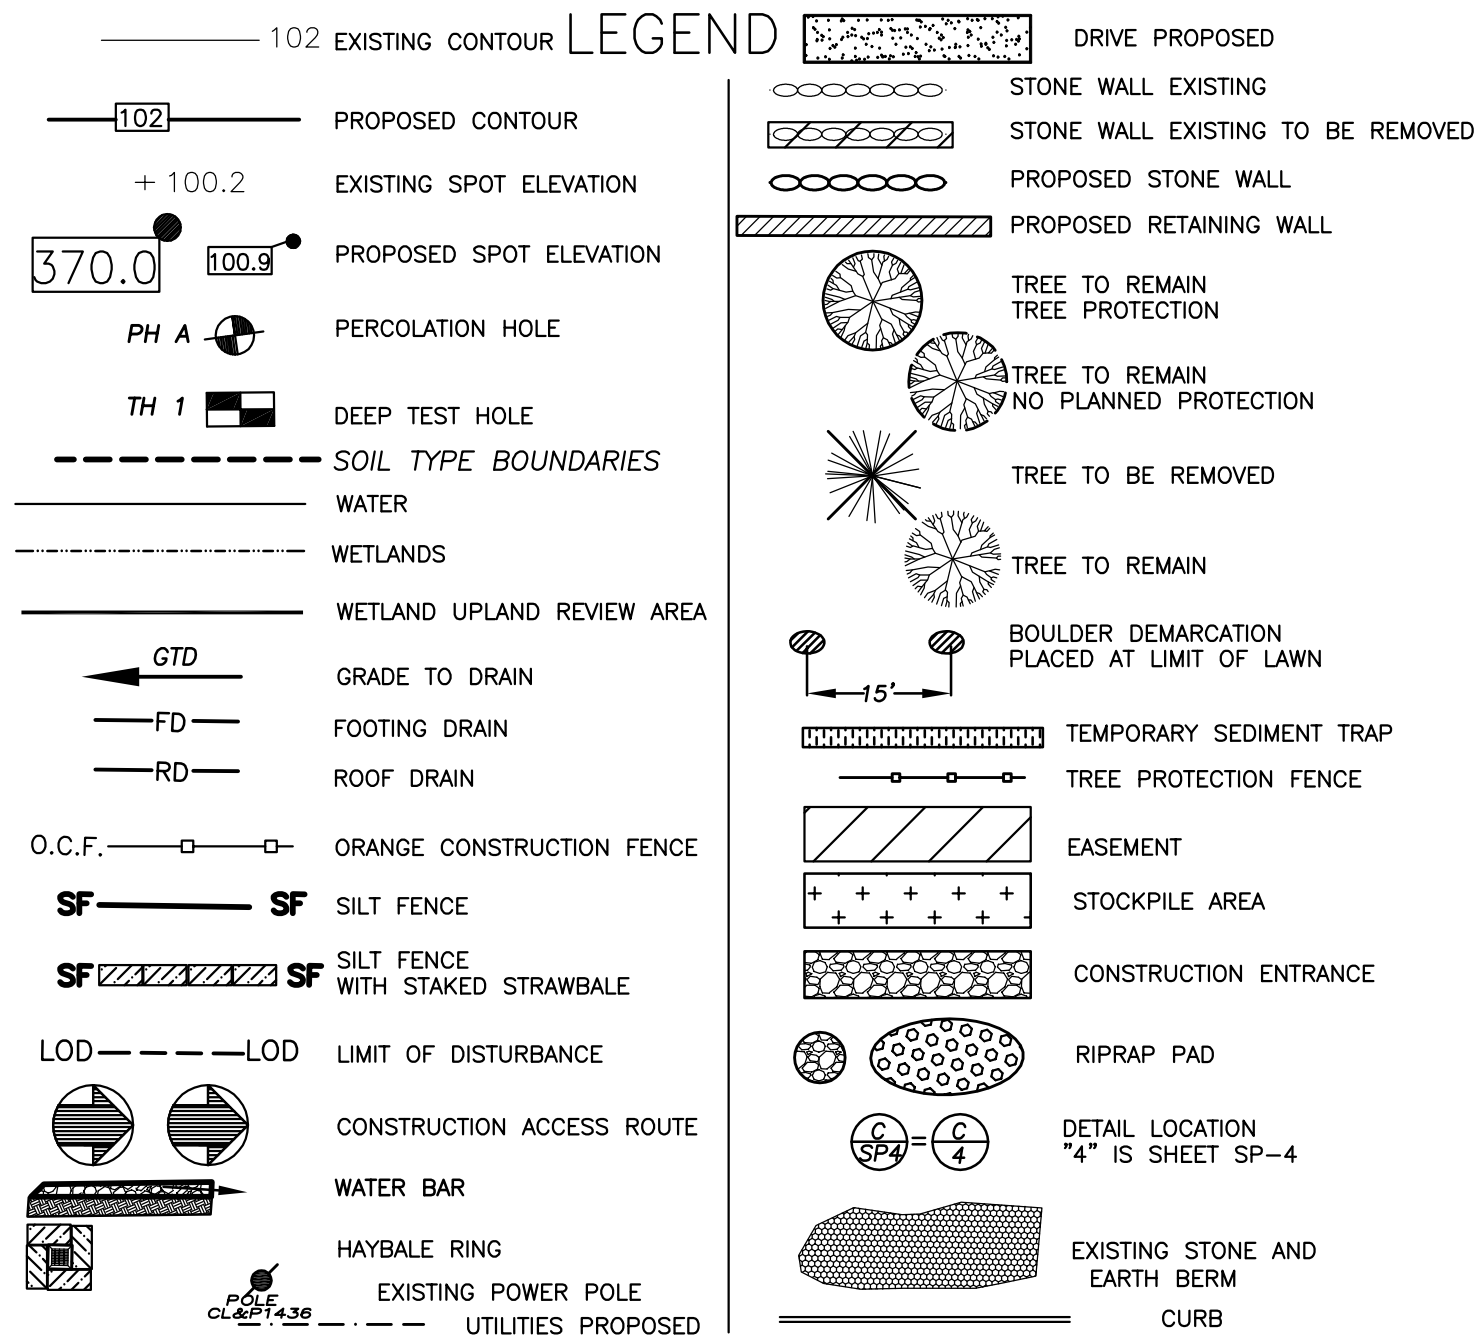 LEGEND
102 EXISTING CONTOUR
102 PROPOSED CONTOUR
+ 100.2 EXISTING SPOT ELEVATION
370.0 100.9 PROPOSED SPOT ELEVATION
PH A PERCOLATION HOLE
TH 1 DEEP TEST HOLE
SOIL TYPE BOUNDARIES
WATER
WETLANDS
WETLAND UPLAND REVIEW AREA
GTD
GRADE TO DRAIN
FD FOOTING DRAIN
RD ROOF DRAIN
O.C.F. ORANGE CONSTRUCTION FENCE
SF SF SILT FENCE
SF SF SILT FENCE
WITH STAKED STRAWBALE
LOD LOD LIMIT OF DISTURBANCE
CONSTRUCTION ACCESS ROUTE
WATER BAR
HAYBALE RING
EXISTING POWER POLE
POLE
CL&P1436
UTILITIES PROPOSED
DRIVE PROPOSED
STONE WALL EXISTING
STONE WALL EXISTING TO BE REMOVED
PROPOSED STONE WALL
PROPOSED RETAINING WALL
TREE TO REMAIN
TREE PROTECTION
TREE TO REMAIN
NO PLANNED PROTECTION
TREE TO BE REMOVED
TREE TO REMAIN
BOULDER DEMARCATION
PLACED AT LIMIT OF LAWN
15'
TEMPORARY SEDIMENT TRAP
TREE PROTECTION FENCE
EASEMENT
STOCKPILE AREA
CONSTRUCTION ENTRANCE
RIPRAP PAD
C = C
SP4 4
DETAIL LOCATION
"4" IS SHEET SP-4
EXISTING STONE AND
EARTH BERM
CURB